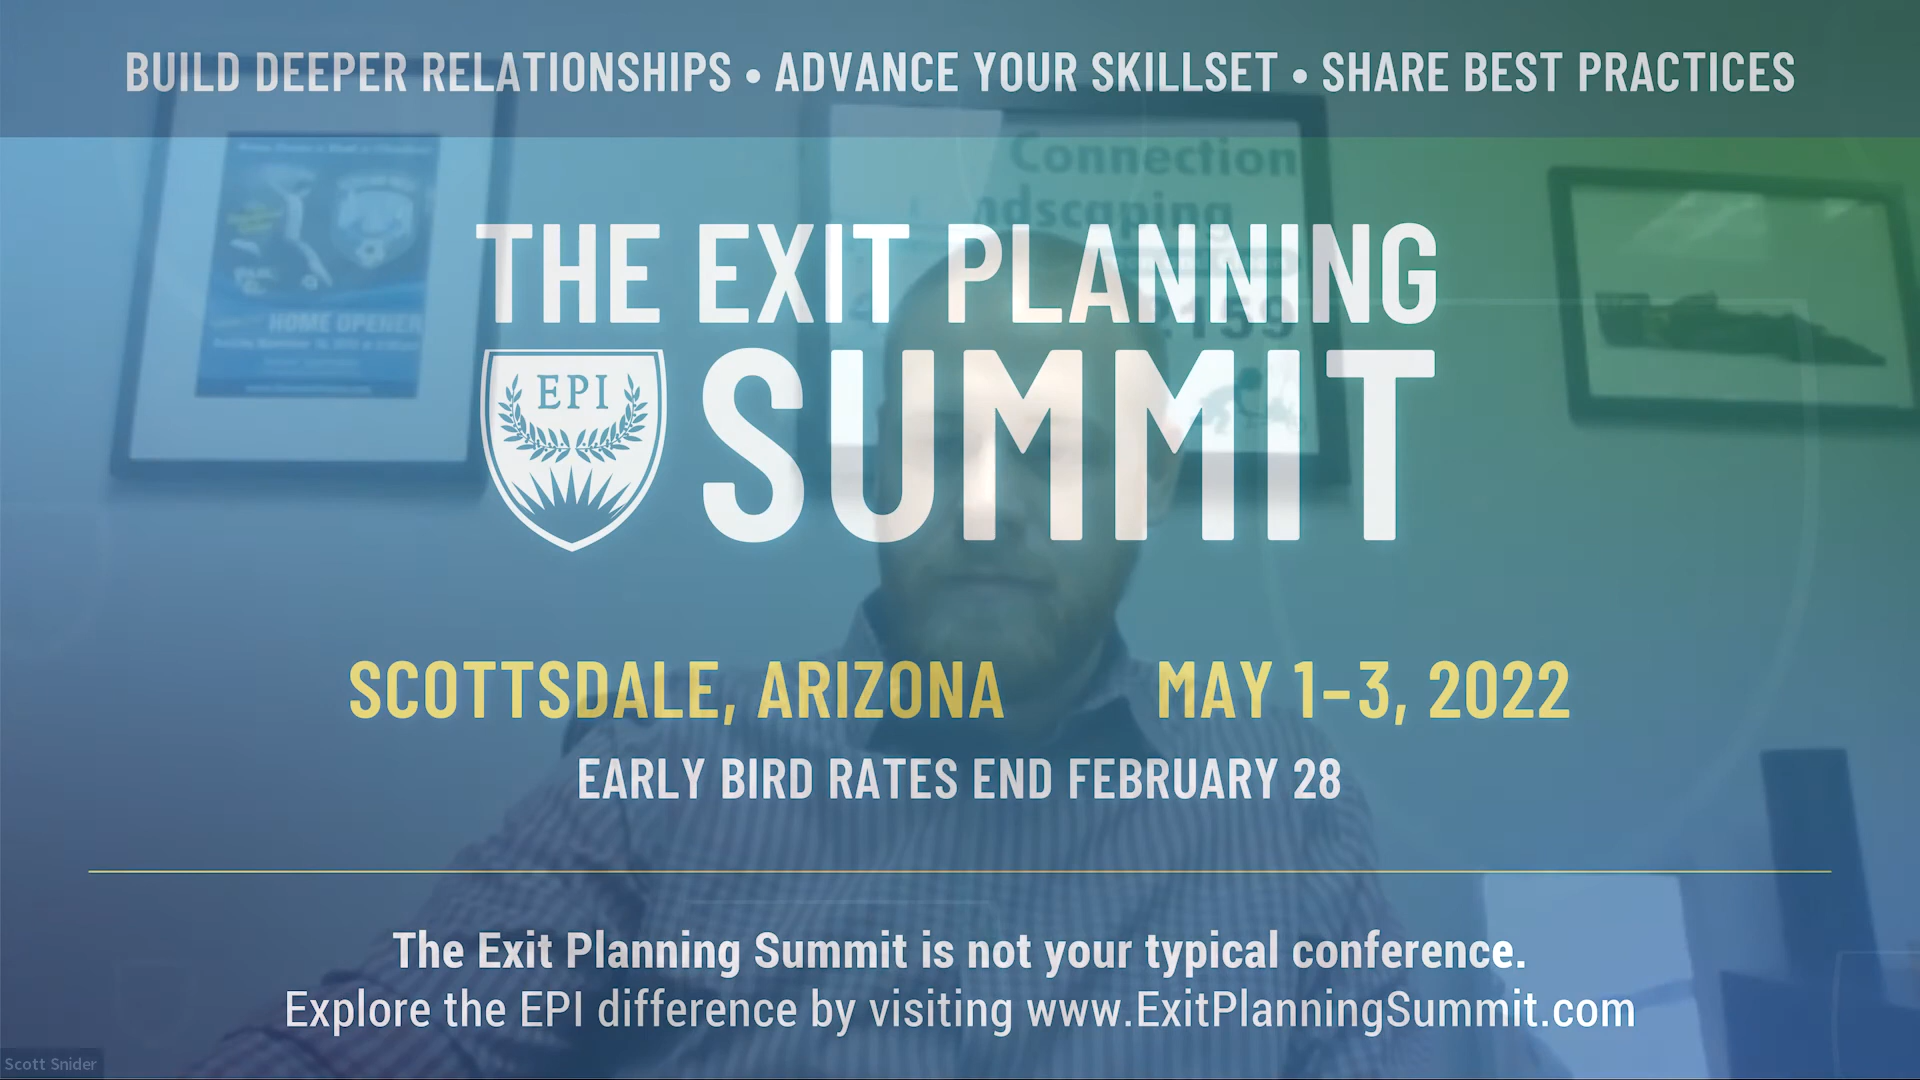 BUILD DEEPER RELATIONSHIPS • ADVANCE YOUR SKILLSET • SHARE BEST PRACTICES
Connection
THE EXIT PLANNING
EPI
SUMMIT
HOME OPENER
SCOTTSDALE, ARIZONA MAY 1–3, 2022
EARLY BIRD RATES END FEBRUARY 28
The Exit Planning Summit is not your typical conference.
Explore the EPI difference by visiting www.ExitPlanningSummit.com
Scott Snider